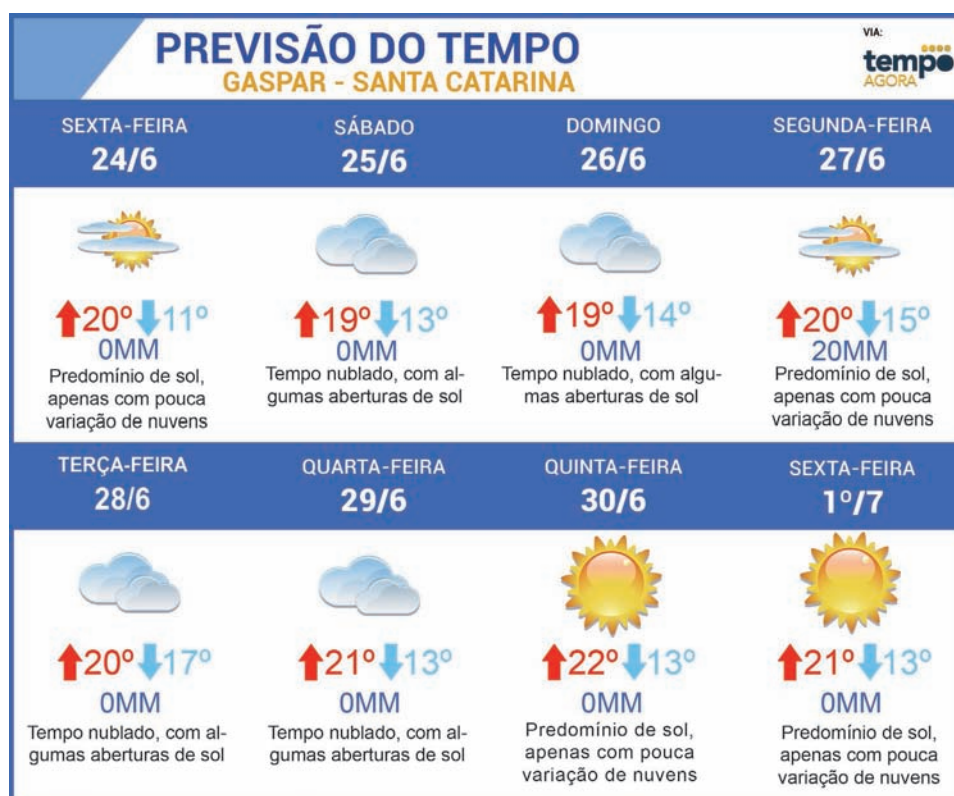 PREVISÃO DO TEMPO
GASPAR - SANTA CATARINA
VIA:
tempo
AGORA
SEXTA-FEIRA
24/6
SÁBADO
25/6
DOMINGO
26/6
SEGUNDA-FEIRA
27/6
20º 11º
0MM
Predomínio de sol,
apenas com pouca
variação de nuvens
19º 13º
0MM
Tempo nublado, com al-
gumas aberturas de sol
19º 14º
0MM
Tempo nublado, com algu-
mas aberturas de sol
20º 15º
20MM
Predomínio de sol,
apenas com pouca
variação de nuvens
TERÇA-FEIRA
28/6
QUARTA-FEIRA
29/6
QUINTA-FEIRA
30/6
SEXTA-FEIRA
1º/7
20º 17º
0MM
Tempo nublado, com al-
gumas aberturas de sol
21º 13º
0MM
Tempo nublado, com al-
gumas aberturas de sol
22º 13º
0MM
Predomínio de sol,
apenas com pouca
variação de nuvens
21º 13º
0MM
Predomínio de sol,
apenas com pouca
variação de nuvens